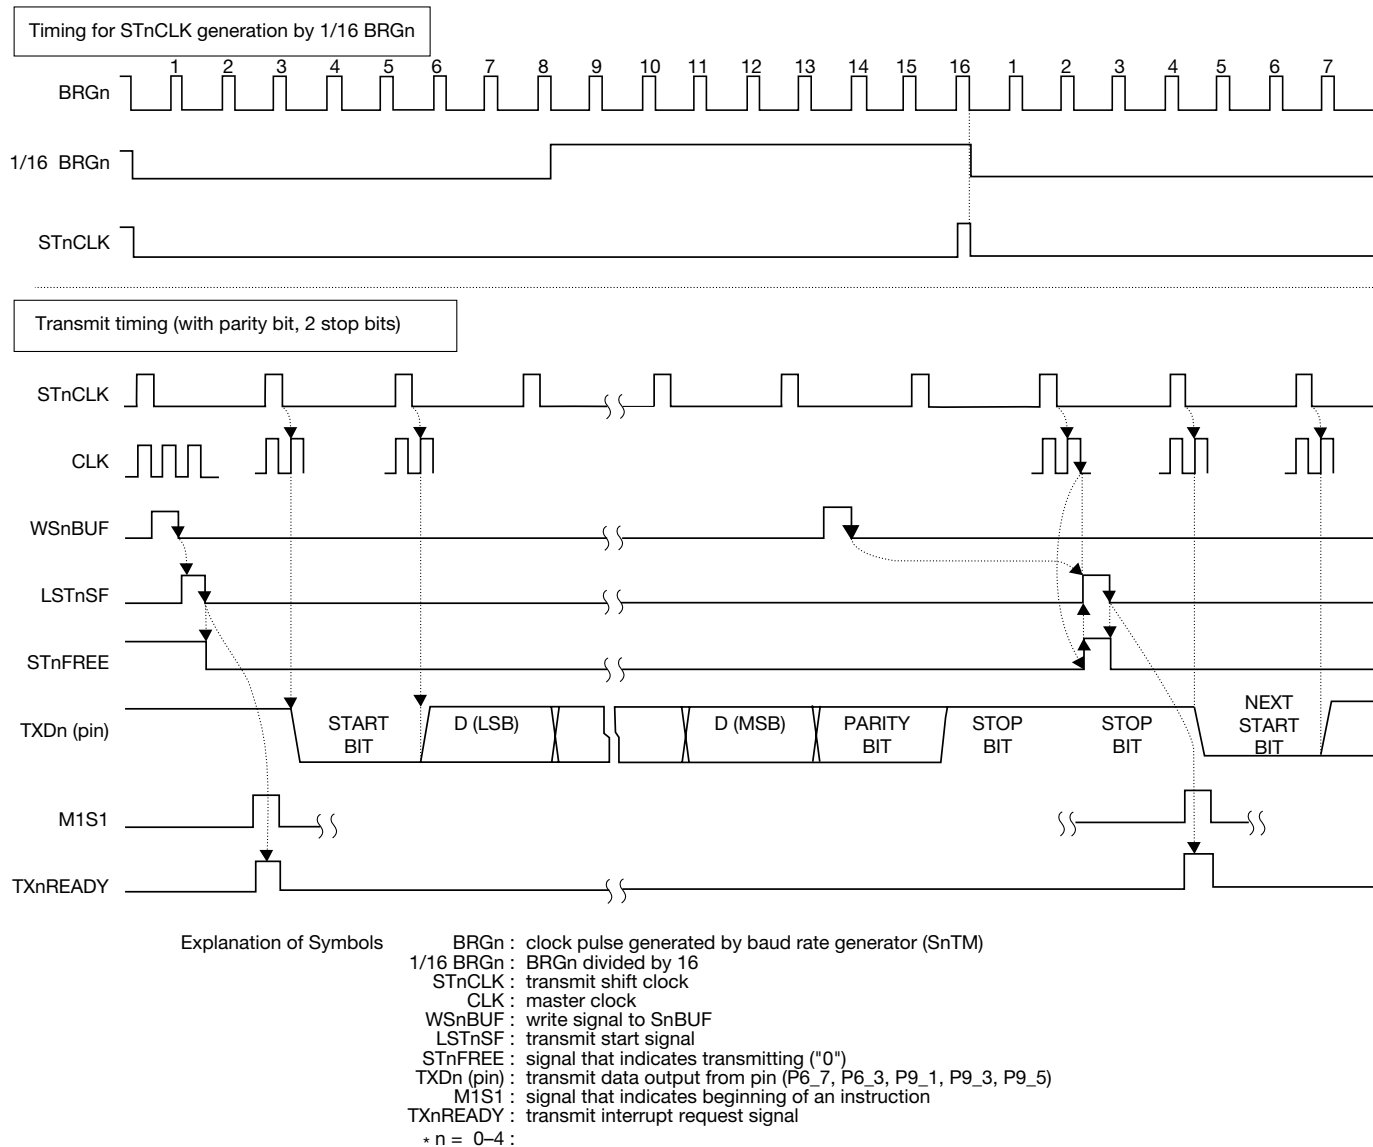 Timing for STnCLK generation by 1/16 BRGn
1 2 3 4 5 6 7 8 9 10 11 12 13 14 15 16 1 2 3 4 5 6 7
BRGn
1/16 BRGn
STnCLK
Transmit timing (with parity bit, 2 stop bits)
STnCLK
CLK
WSnBUF
LSTnSF
STnFREE
TXDn (pin)
START BIT
D (LSB)
D (MSB)
PARITY BIT
STOP BIT
STOP BIT
NEXT START BIT
M1S1
TXnREADY
Explanation of Symbols
BRGn : clock pulse generated by baud rate generator (SnTM)
1/16 BRGn : BRGn divided by 16
STnCLK : transmit shift clock
CLK : master clock
WSnBUF : write signal to SnBUF
LSTnSF : transmit start signal
STnFREE : signal that indicates transmitting ("0")
TXDn (pin) : transmit data output from pin (P6_7, P6_3, P9_1, P9_3, P9_5)
M1S1 : signal that indicates beginning of an instruction
TXnREADY : transmit interrupt request signal
* n = 0–4 :